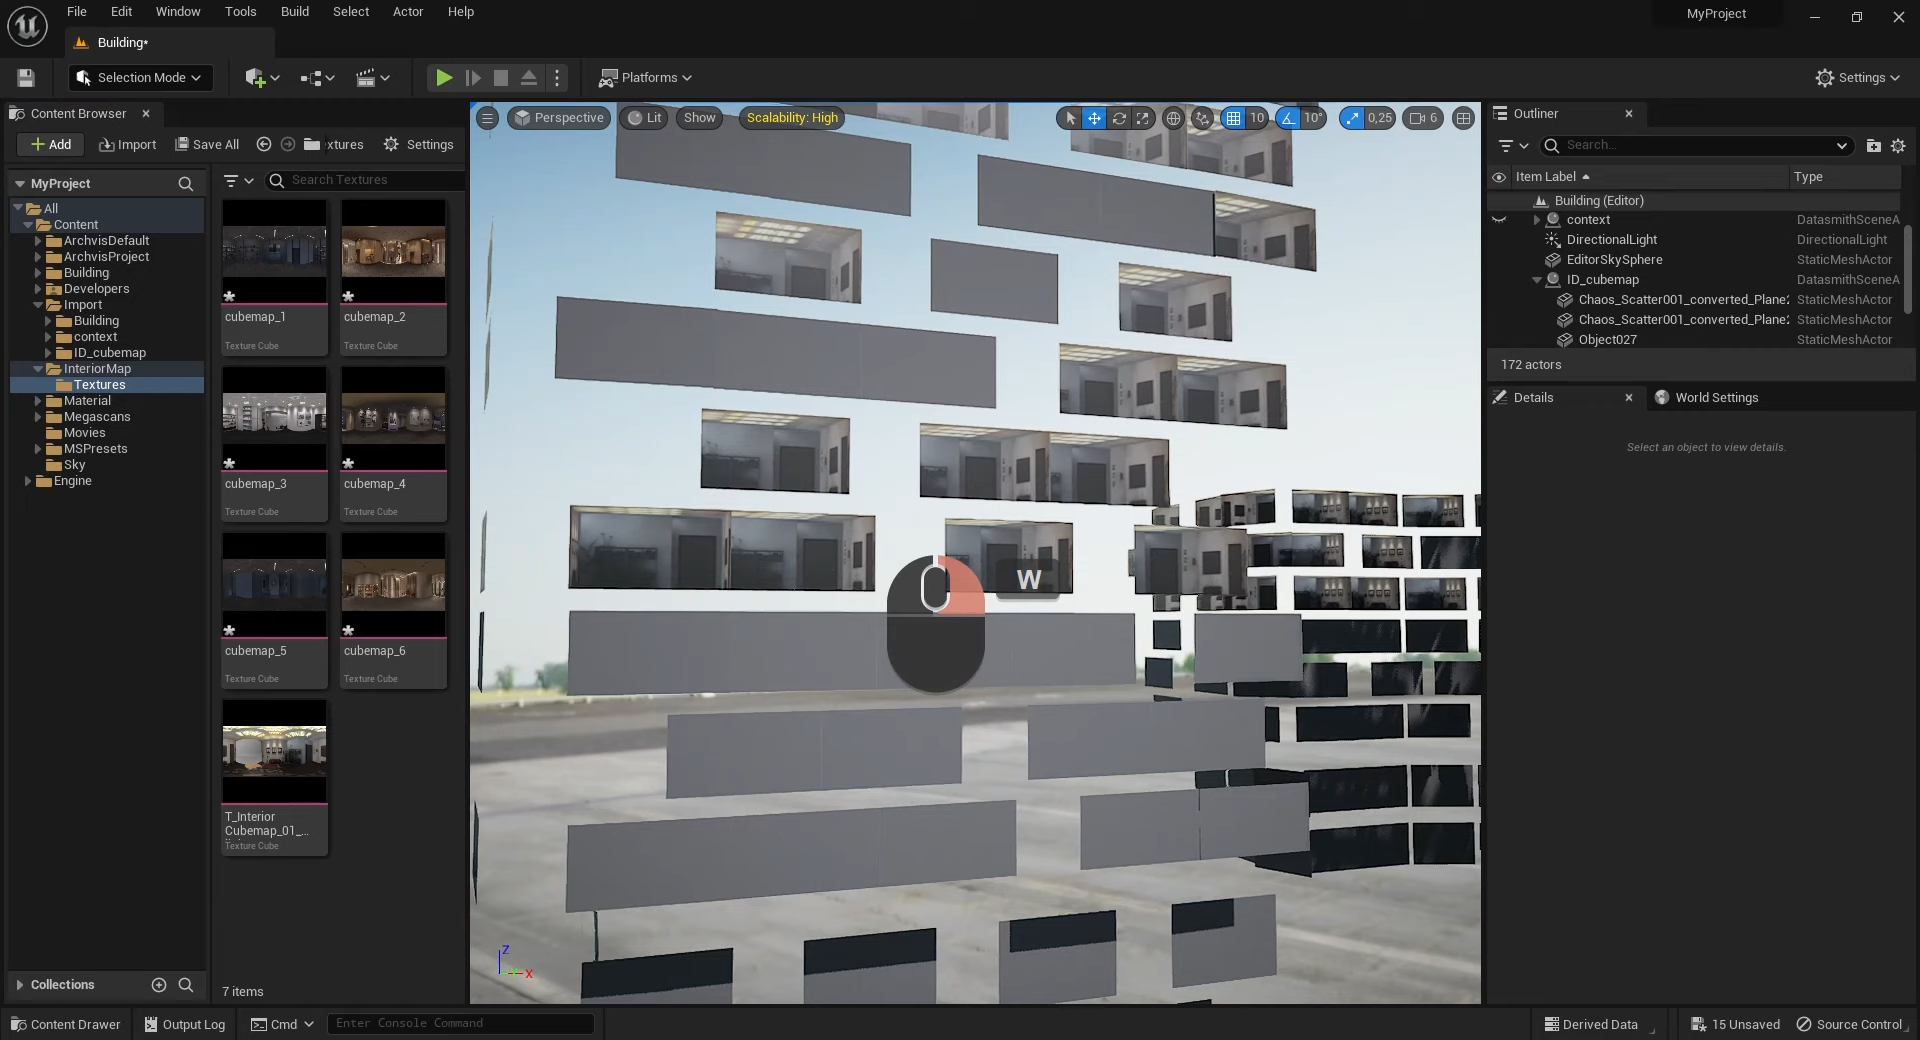 File Edit Window Tools Build Select Actor Help
MyProject
Building*
Selection Mode
Platforms
Settings
Content Browser
Add Import Save All xtures Settings
MyProject
Search Textures
All
Content
ArchvisDefault
ArchvisProject
Building
Developers
Import
Building
context
ID_cubemap
InteriorMap
Textures
Material
Megascans
Movies
MSPresets
Sky
Engine
cubemap_1
Texture Cube
cubemap_2
Texture Cube
cubemap_3
Texture Cube
cubemap_4
Texture Cube
cubemap_5
Texture Cube
cubemap_6
Texture Cube
T_Interior
Cubemap_01_...
Texture Cube
Collections
7 items
Perspective Lit Show Scalability: High
10 10° 0,25 6
W
Z
X
Outliner
Search...
Item Label Type
Building (Editor)
context DatasmithSceneA
DirectionalLight DirectionalLight
EditorSkySphere StaticMeshActor
ID_cubemap DatasmithSceneA
Chaos_Scatter001_converted_Plane2 StaticMeshActor
Chaos_Scatter001_converted_Plane2 StaticMeshActor
Object027 StaticMeshActor
172 actors
Details World Settings
Select an object to view details.
Content Drawer Output Log Cmd Enter Console Command
Derived Data 15 Unsaved Source Control